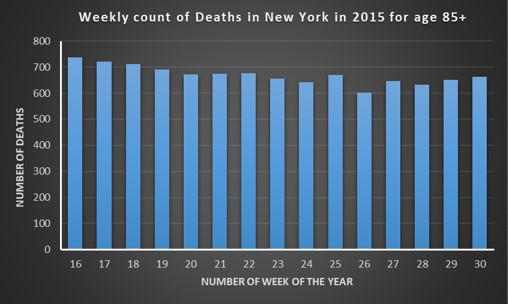 Weekly count of Deaths in New York in 2015 for age 85+
NUMBER OF DEATHS
800
700
600
500
400
300
200
100
0
16 17 18 19 20 21 22 23 24 25 26 27 28 29 30
NUMBER OF WEEK OF THE YEAR